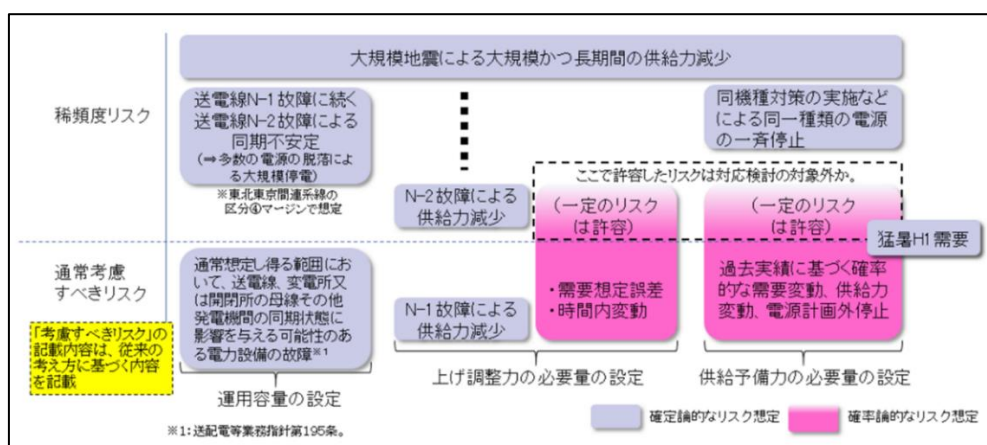 大規模地震による大規模かつ長期間の供給力減少
稀頻度リスク
送電線N-1故障に続く
送電線N-2故障による
同期不安定
(⇒多数の電源の脱落によ
る大規模停電)
※東北東京間連系線の
区分④マージンで想定
同機種対策の実施など
による同一種類の電源
の一斉停止
ここで許容したリスクは対応検討の対象外か。
N-2故障による
供給力減少
(一定のリスク
は許容)
(一定のリスク
は許容)
猛暑H1需要
通常考慮
すべきリスク
通常想定し得る範囲にお
いて、送電線、変電所又
は開閉所の母線その他
発電機間の同期状態に
影響を与える可能性の
ある電力設備の故障※1
N-1故障による
供給力減少
・需要想定誤差
・時間内変動
過去実績に基づく確率
的な需要変動、供給力
変動、電源計画外停止
「考慮すべきリスク」の
記載内容は、従来の
考え方に基づく内容
を記載
運用容量の設定
上げ調整力の必要量の設定
供給予備力の必要量の設定
※1:送配電等業務指針第195条。
確定論的なリスク想定
確率論的なリスク想定